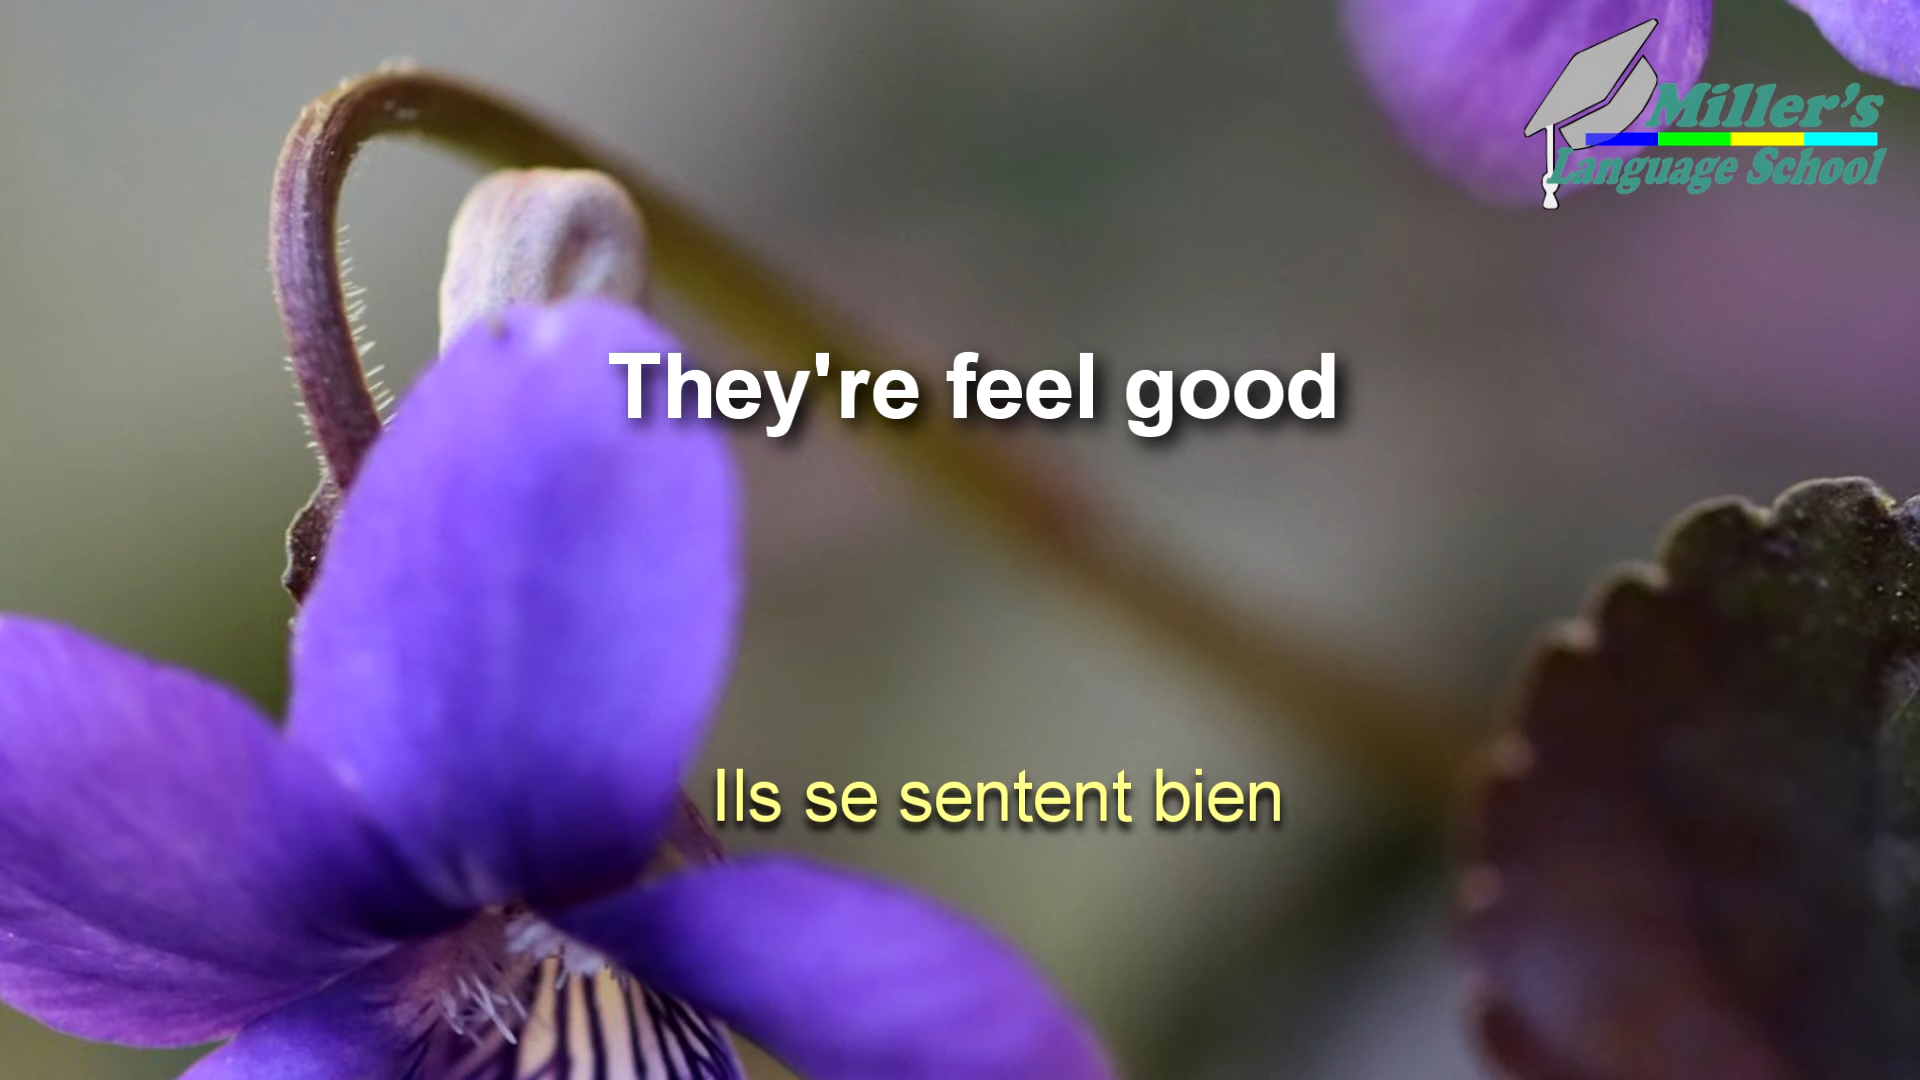 Miller's
Language School
They're feel good
Ils se sentent bien